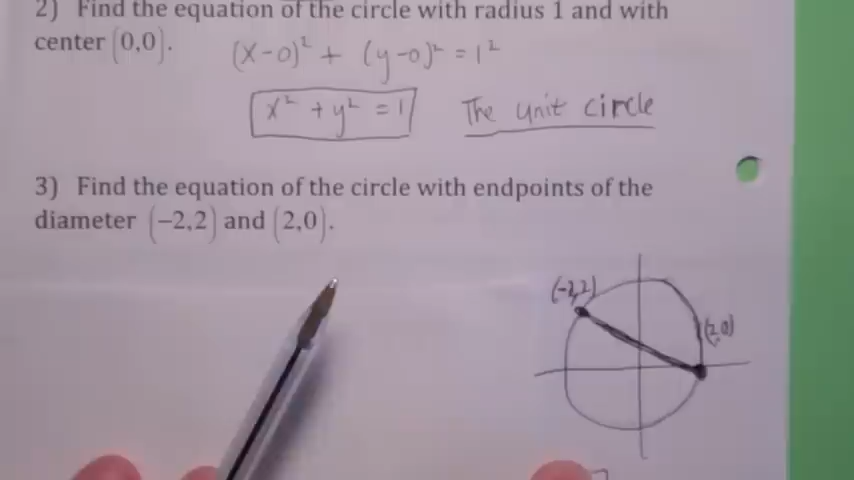 2) Find the equation of the circle with radius 1 and with
center (0,0). (x-0)² + (y-0)² = 1²
x² + y² = 1 The unit circle
3) Find the equation of the circle with endpoints of the
diameter (-2,2) and (2,0).
(-2,2)
(2,0)